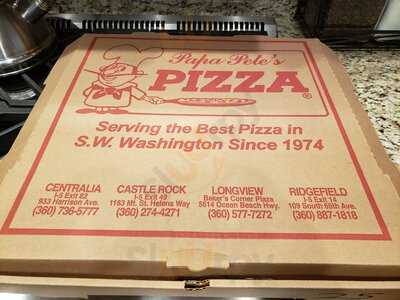 Papa Pete's
PIZZA®
Serving the Best Pizza in
S.W. Washington Since 1974
CENTRALIA
I-5 Exit 82
933 Harrison Ave.
(360) 736-5777
CASTLE ROCK
I-5 Exit 49
1163 Mt. St. Helens Way
(360) 274-4271
LONGVIEW
Baker's Corner Plaza
5614 Ocean Beach Hwy.
(360) 577-7272
RIDGEFIELD
I-5 Exit 14
109 South 65th Ave.
(360) 887-1818